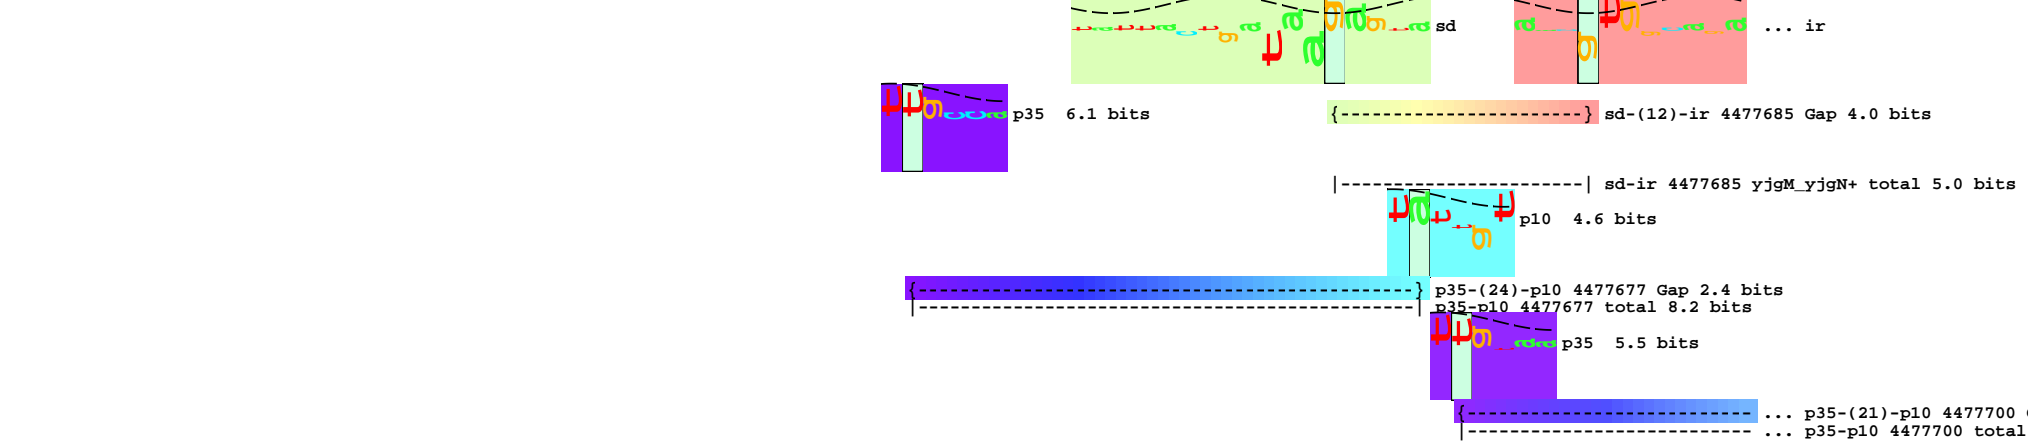 sd
... ir
p35 6.1 bits
{-----------------------} sd-(12)-ir 4477685 Gap 4.0 bits
|-----------------------| sd-ir 4477685 yjgM_yjgN+ total 5.0 bits
p10 4.6 bits
{-----------------------------------------------} p35-(24)-p10 4477677 Gap 2.4 bits
|-----------------------------------------------| p35-p10 4477677 total 8.2 bits
p35 5.5 bits
{--------------------------- ... p35-(21)-p10 4477700
|--------------------------- ... p35-p10 4477700 total